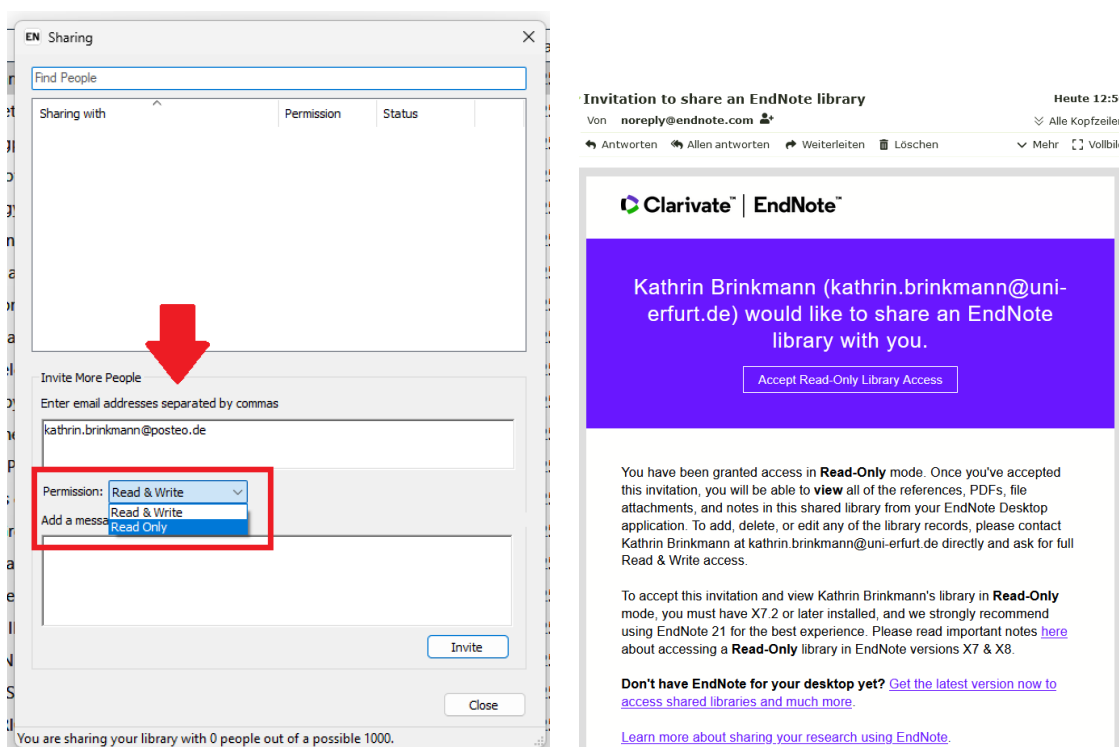 EN Sharing
Find People
Sharing with Permission Status
Invite More People
Enter email addresses separated by commas
kathrin.brinkmann@posteo.de
Permission: Read & Write
Read & Write
Read Only
Add a messa
Invite
Close
You are sharing your library with 0 people out of a possible 1000.
Invitation to share an EndNote library Heute 12:5
Von noreply@endnote.com Alle Kopfzeilen
Antworten Allen antworten Weiterleiten Löschen Mehr Vollbil
Clarivate™ | EndNote™
Kathrin Brinkmann (kathrin.brinkmann@uni-
erfurt.de) would like to share an EndNote
library with you.
Accept Read-Only Library Access
You have been granted access in Read-Only mode. Once you've accepted
this invitation, you will be able to view all of the references, PDFs, file
attachments, and notes in this shared library from your EndNote Desktop
application. To add, delete, or edit any of the library records, please contact
Kathrin Brinkmann at kathrin.brinkmann@uni-erfurt.de directly and ask for full
Read & Write access.
To accept this invitation and view Kathrin Brinkmann's library in Read-Only
mode, you must have X7.2 or later installed, and we strongly recommend
using EndNote 21 for the best experience. Please read important notes here
about accessing a Read-Only library in EndNote versions X7 & X8.
Don't have EndNote for your desktop yet? Get the latest version now to
access shared libraries and much more.
Learn more about sharing your research using EndNote.